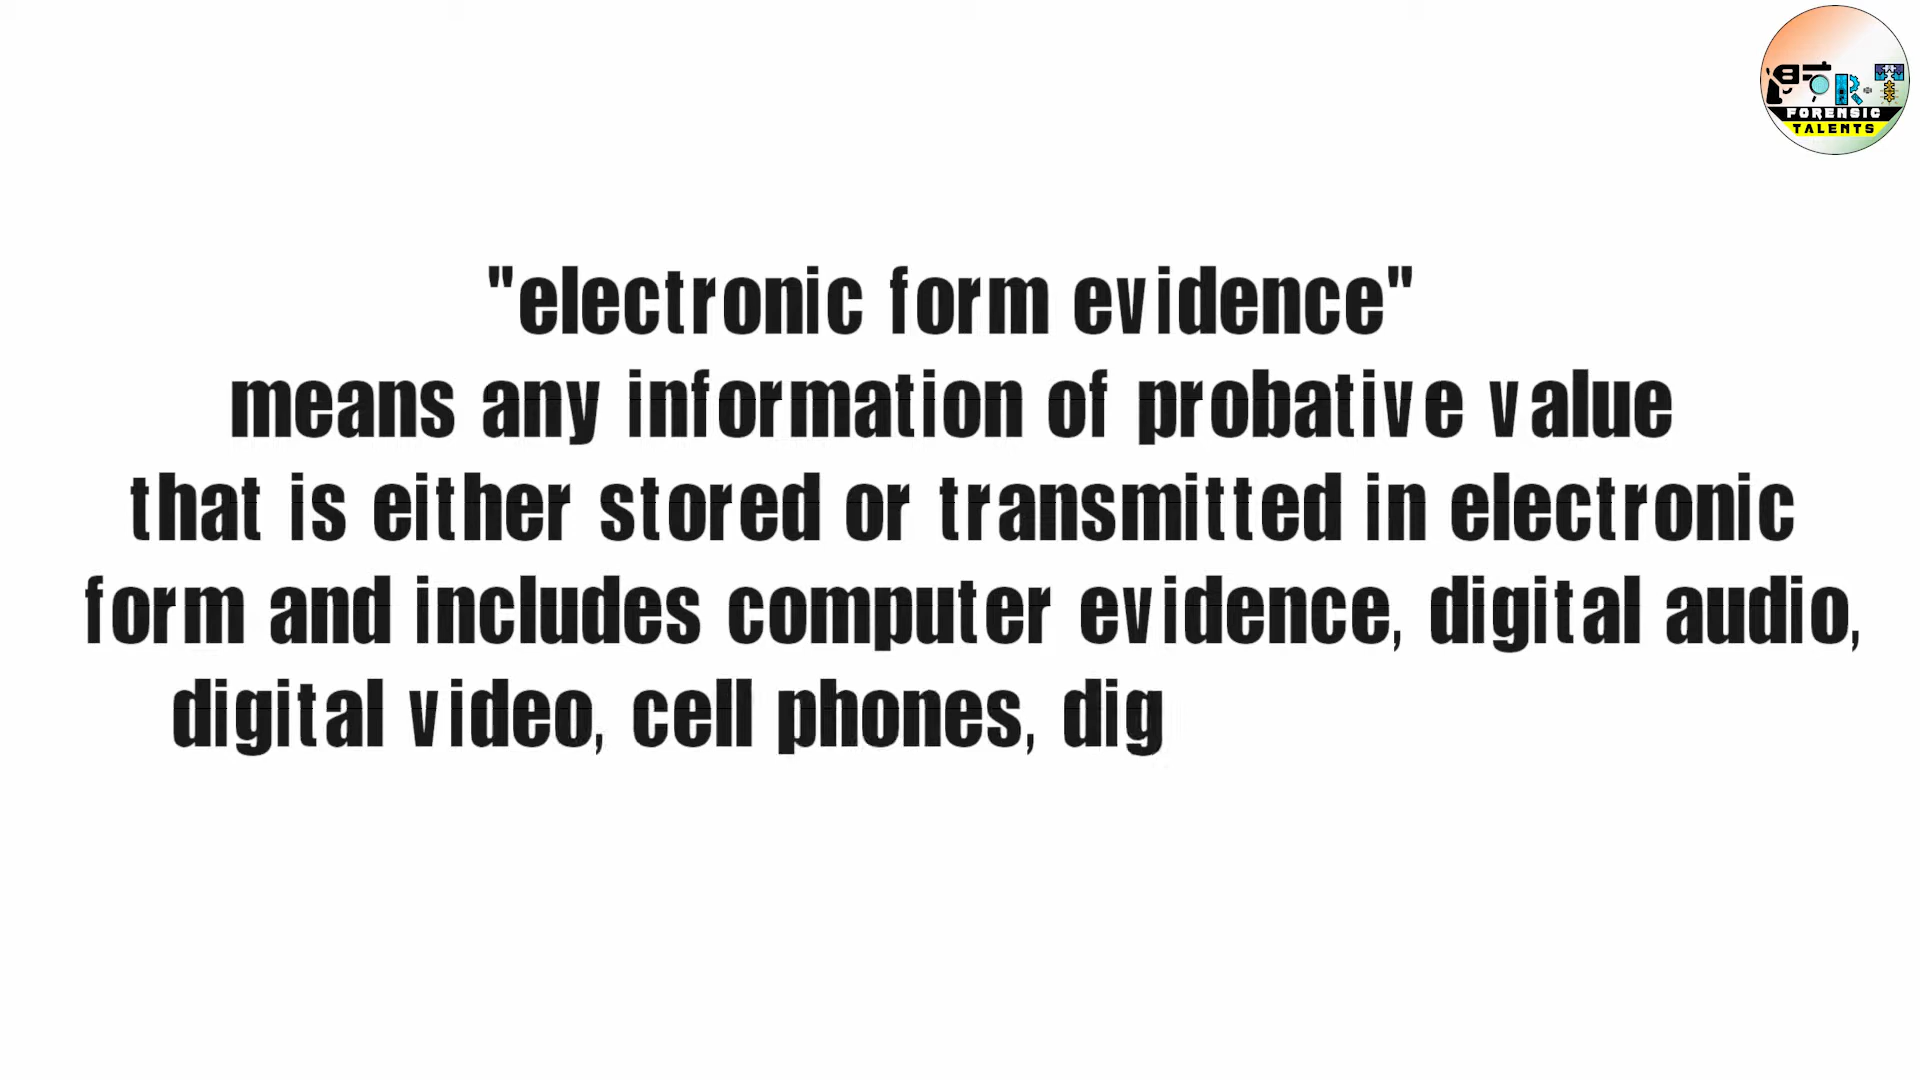 "electronic form evidence"
means any information of probative value
that is either stored or transmitted in electronic
form and includes computer evidence, digital audio,
digital video, cell phones, dig
FORENSIC
TALENTS